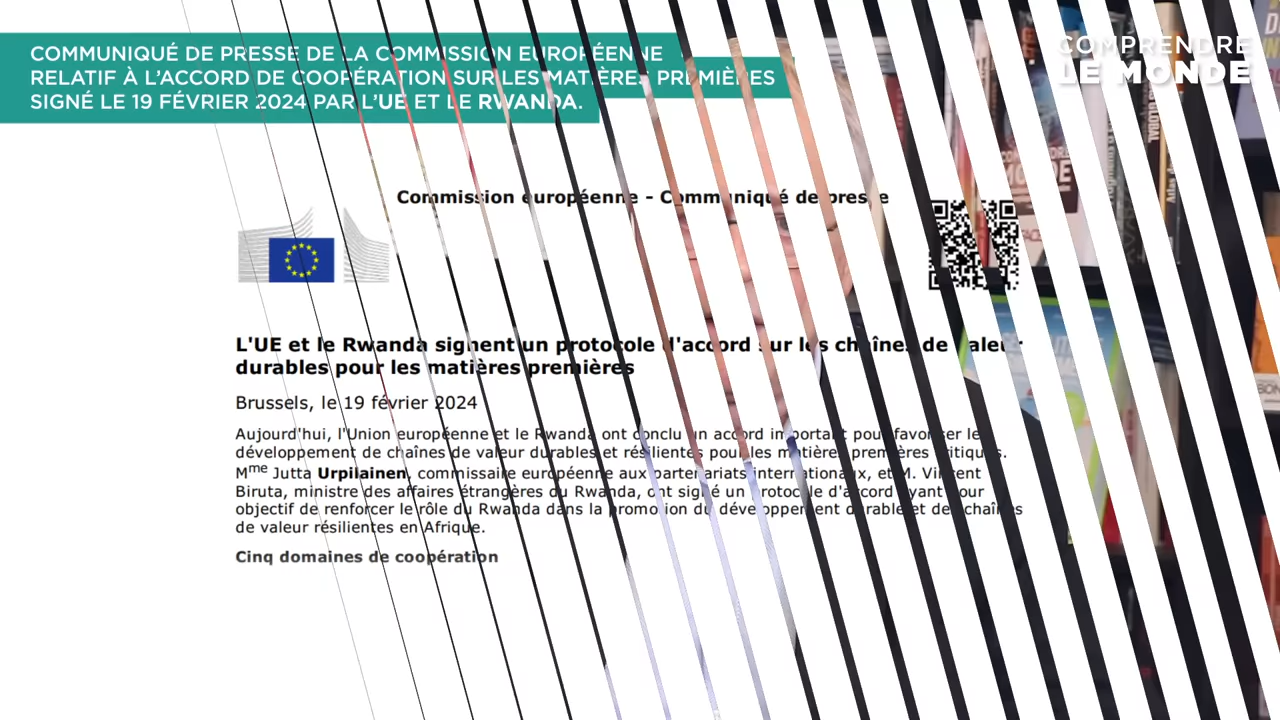 COMMUNIQUÉ DE PRESSE DE LA COMMISSION EUROPÉENNE
RELATIF À L'ACCORD DE COOPÉRATION SUR LES MATIÈRES PREMIÈRES
SIGNÉ LE 19 FÉVRIER 2024 PAR L'UE ET LE RWANDA.
COMPRENDRE
LE MONDE
Commission européenne - Communiqué de presse
L'UE et le Rwanda signent un protocole d'accord sur les chaînes de valeur
durables pour les matières premières
Brussels, le 19 février 2024
Aujourd'hui, l'Union européenne et le Rwanda ont conclu un accord important pour favoriser le
développement de chaînes de valeur durables et résilientes pour les matières premières critiques.
Mme Jutta Urpilainen, commissaire européenne aux partenariats internationaux, et M. Vincent
Biruta, ministre des affaires étrangères du Rwanda, ont signé un protocole d'accord ayant pour
objectif de renforcer le rôle du Rwanda dans la promotion du développement durable et des chaînes
de valeur résilientes en Afrique.
Cinq domaines de coopération
GLOBAL
MONDE